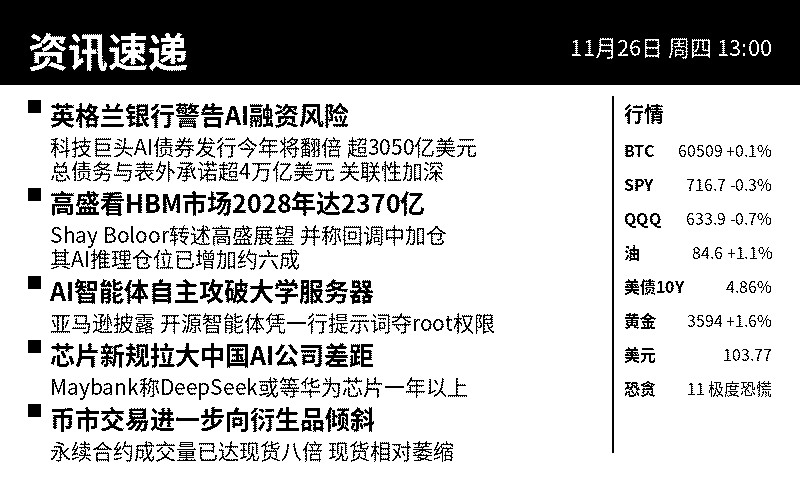 资讯速递
11月26日 周四 13:00
英格兰银行警告AI融资风险
科技巨头AI债券发行今年将翻倍 超3050亿美元
总债务与表外承诺超4万亿美元 关联性加深
高盛看HBM市场2028年达2370亿
Shay Boloor转述高盛展望 并称回调中加仓
其AI推理仓位已增加约六成
AI智能体自主攻破大学服务器
亚马逊披露 开源智能体凭一行提示词夺root权限
芯片新规拉大中国AI公司差距
Maybank称DeepSeek或等华为芯片一年以上
币市交易进一步向衍生品倾斜
永续合约成交量已达现货八倍 现货相对萎缩
行情
BTC 60509 +0.1%
SPY 716.7 -0.3%
QQQ 633.9 -0.7%
油 84.6 +1.1%
美债10Y 4.86%
黄金 3594 +1.6%
美元 103.77
恐贪 11 极度恐慌